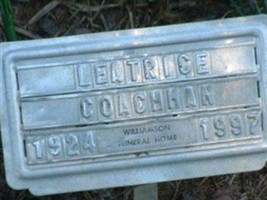 LEATRICE
COLCHMAN
1924 WILLIAMSON 1997
FUNERAL HOME